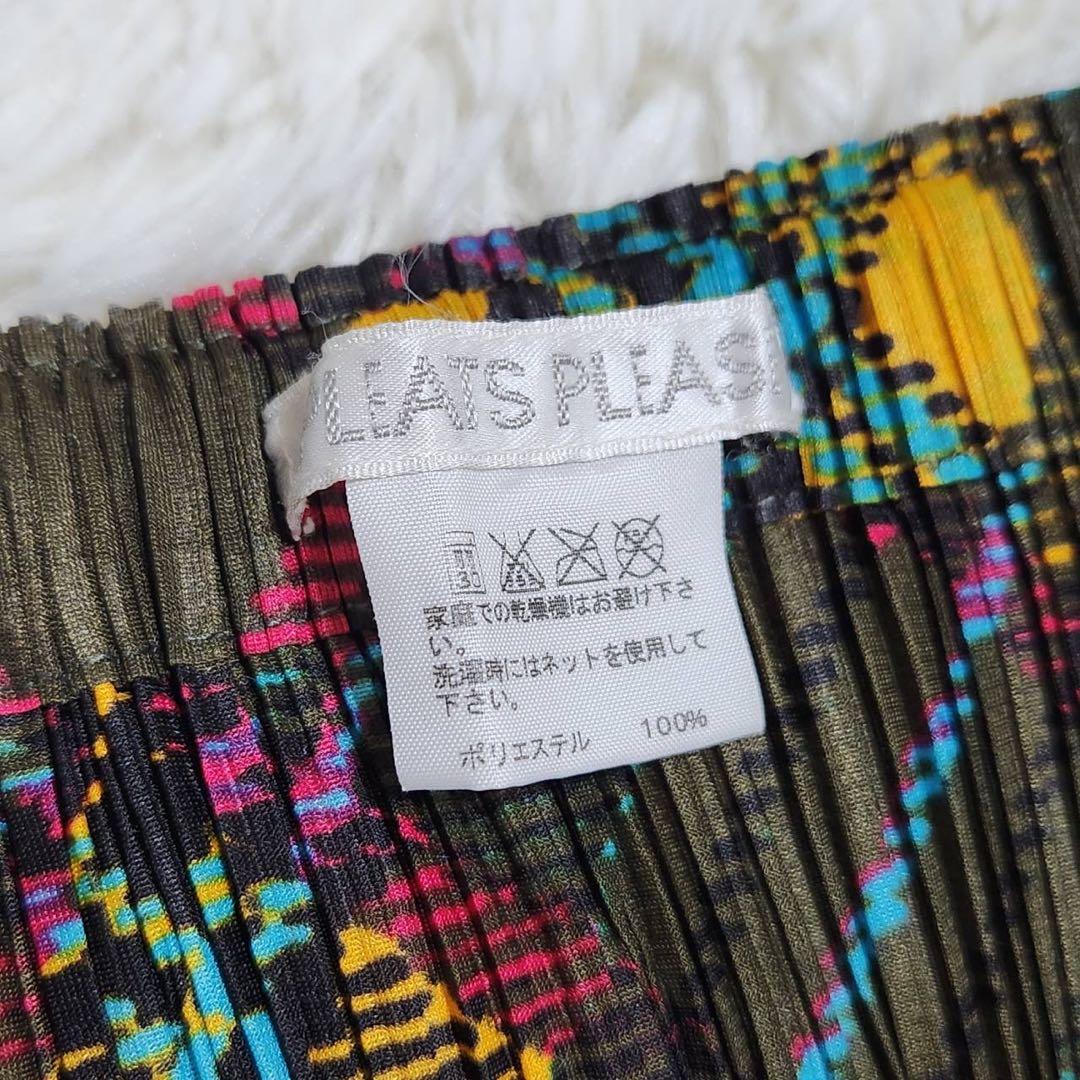 PLEATS PLEAS
30
家庭での乾燥機はお避け下さ
い。
洗濯時にはネットを使用して
下さい。
ポリエステル 100%